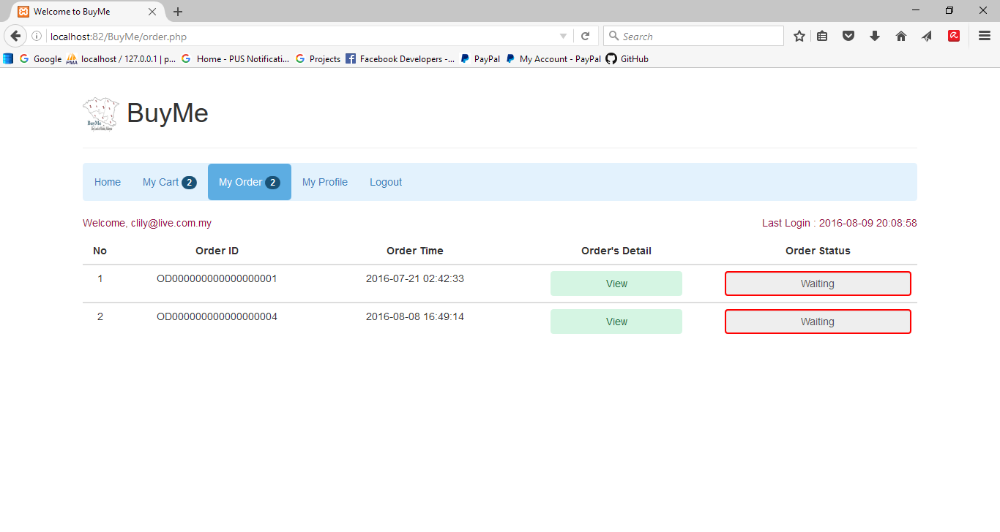 Welcome to BuyMe
localhost:82/BuyMe/order.php
Search
Google localhost / 127.0.0.1 | p... Home - PUS Notificati... Projects Facebook Developers -... PayPal My Account - PayPal GitHub
BuyMe
BuyMe
Home My Cart 2 My Order 2 My Profile Logout
Welcome, clily@live.com.my Last Login : 2016-08-09 20:08:58
No Order ID Order Time Order's Detail Order Status
1 OD000000000000000001 2016-07-21 02:42:33 View Waiting
2 OD000000000000000004 2016-08-08 16:49:14 View Waiting